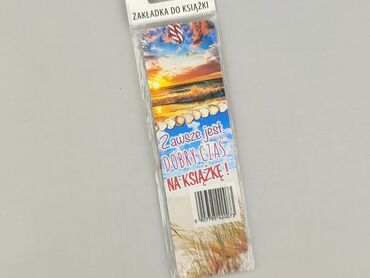 ZAKŁADKA DO KSIĄŻKI
Zawsze jest
DOBRY CZAS
NA KSIĄŻKĘ!